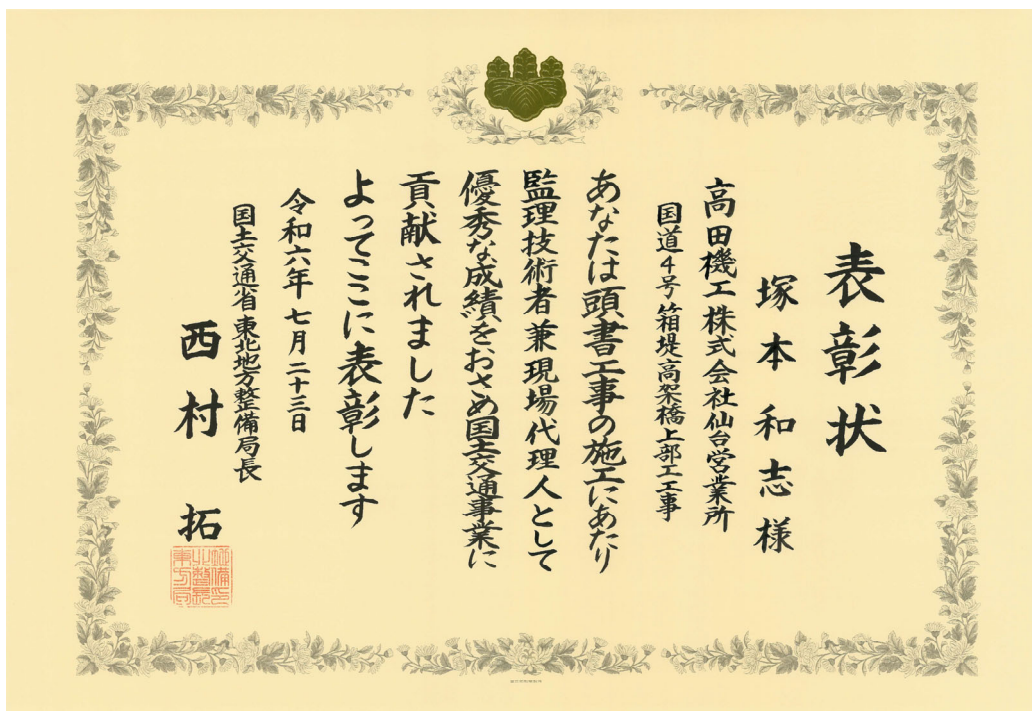 表彰状
塚本和志様
高田機工株式会社仙台営業所
国道4号箱堤高架橋上部工工事
あなたは頭書工事の施工にあたり
監理技術者兼現場代理人として
優秀な成績をおさめ国土交通事業に
貢献されました
よってここに表彰します
令和六年七月二十三日
国土交通省東北地方整備局長
西村拓